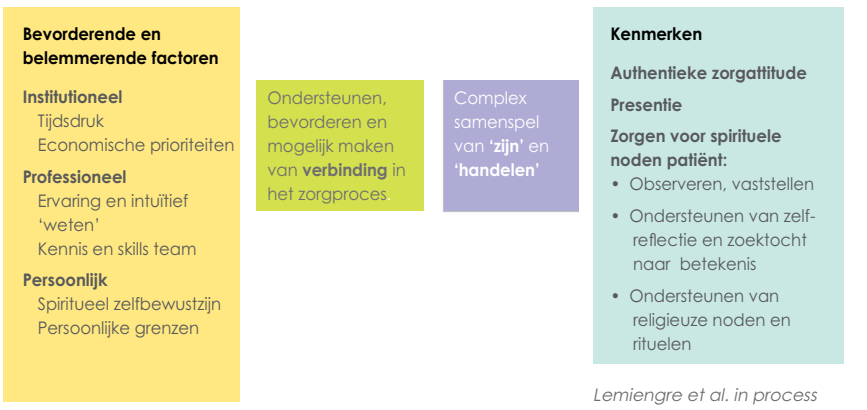 Bevorderende en
belemmerende factoren
Institutioneel
Tijdsdruk
Economische prioriteiten
Professioneel
Ervaring en intuïtief
‘weten’
Kennis en skills team
Persoonlijk
Spiritueel zelfbewustzijn
Persoonlijke grenzen
Ondersteunen,
bevorderen en
mogelijk maken
van verbinding in
het zorgproces.
Complex
samenspel
van ‘zijn’ en
‘handelen’
Kenmerken
Authentieke zorgattitude
Presentie
Zorgen voor spirituele
noden patiënt:
• Observeren, vaststellen
• Ondersteunen van zelf-
reflectie en zoektocht
naar betekenis
• Ondersteunen van
religieuze noden en
rituelen
Lemiengre et al. in process